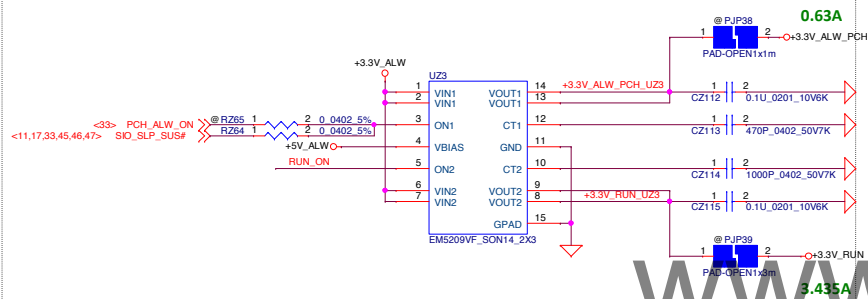 0.63A
@ PJP38
1 2 +3.3V_ALW_PCH
PAD-OPEN1x1m
+3.3V_ALW
UZ3
1 VIN1 VOUT1 14 +3.3V_ALW_PCH_UZ3
2 VIN1 VOUT1 13
1 2
CZ112 0.1U_0201_10V6K
<33> PCH_ALW_ON @ RZ65 1 2 0_0402_5%
3 ON1 CT1 12
1 2
CZ113 470P_0402_50V7K
<11,17,33,45,46,47> SIO_SLP_SUS# RZ64 1 2 0_0402_5%
+5V_ALW 4 VBIAS GND 11
RUN_ON 5 ON2 CT2 10
1 2
CZ114 1000P_0402_50V7K
6 VIN2 VOUT2 9
7 VIN2 VOUT2 8 +3.3V_RUN_UZ3
1 2
CZ115 0.1U_0201_10V6K
GPAD 15
EM5209VF_SON14_2X3
@ PJP39
1 2 +3.3V_RUN
PAD-OPEN1x3m
3.435A
WWW